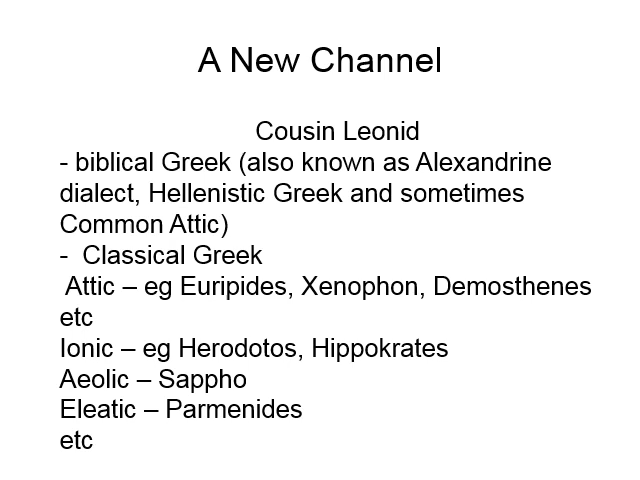 A New Channel
Cousin Leonid
- biblical Greek (also known as Alexandrine
dialect, Hellenistic Greek and sometimes
Common Attic)
-  Classical Greek
Attic – eg Euripides, Xenophon, Demosthenes
etc
Ionic – eg Herodotos, Hippokrates
Aeolic – Sappho
Eleatic – Parmenides
etc